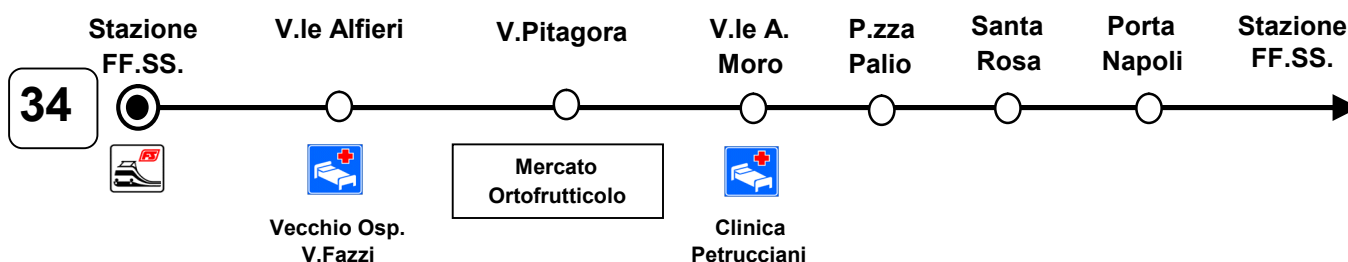 Stazione
FF.SS.
V.le Alfieri
V.Pitagora
V.le A.
Moro
P.zza
Palio
Santa
Rosa
Porta
Napoli
Stazione
FF.SS.
34
FS
Mercato
Ortofrutticolo
Vecchio Osp.
V.Fazzi
Clinica
Petrucciani